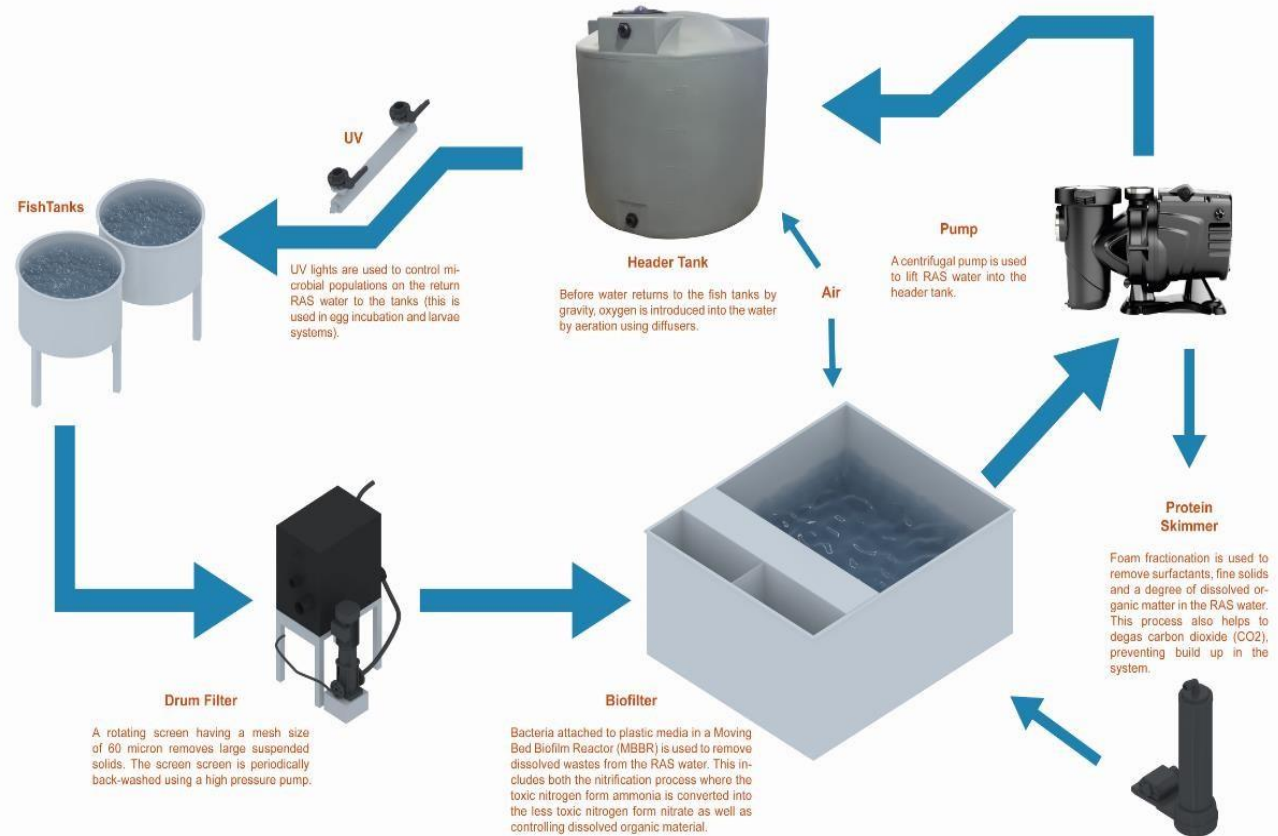 UV
FishTanks
UV lights are used to control mi-
crobial populations on the return
RAS water to the tanks (this is
used in egg incubation and larvae
systems).
Header Tank
Before water returns to the fish tanks by
gravity, oxygen is introduced into the water
by aeration using diffusers.
Air
Pump
A centrifugal pump is used
to lift RAS water into the
header tank.
Protein
Skimmer
Foam fractionation is used to
remove surfactants, fine solids
and a degree of dissolved or-
ganic matter in the RAS water.
This process also helps to
degas carbon dioxide (CO2),
preventing build up in the
system.
Drum Filter
A rotating screen having a mesh size
of 60 micron removes large suspended
solids. The screen screen is periodically
back-washed using a high pressure pump.
Biofilter
Bacteria attached to plastic media in a Moving
Bed Biofilm Reactor (MBBR) is used to remove
dissolved wastes from the RAS water. This in-
cludes both the nitrification process where the
toxic nitrogen form ammonia is converted into
the less toxic nitrogen form nitrate as well as
controlling dissolved organic material.